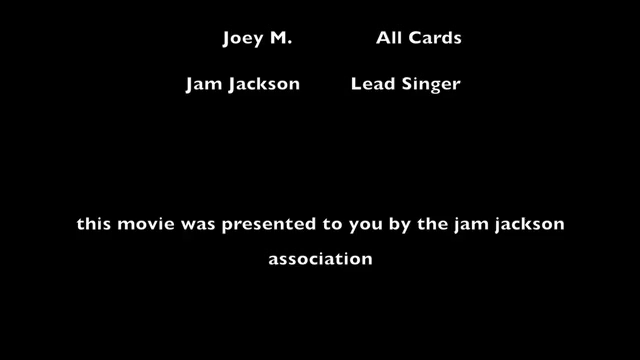 Joey M. All Cards
Jam Jackson Lead Singer
this movie was presented to you by the jam jackson
association